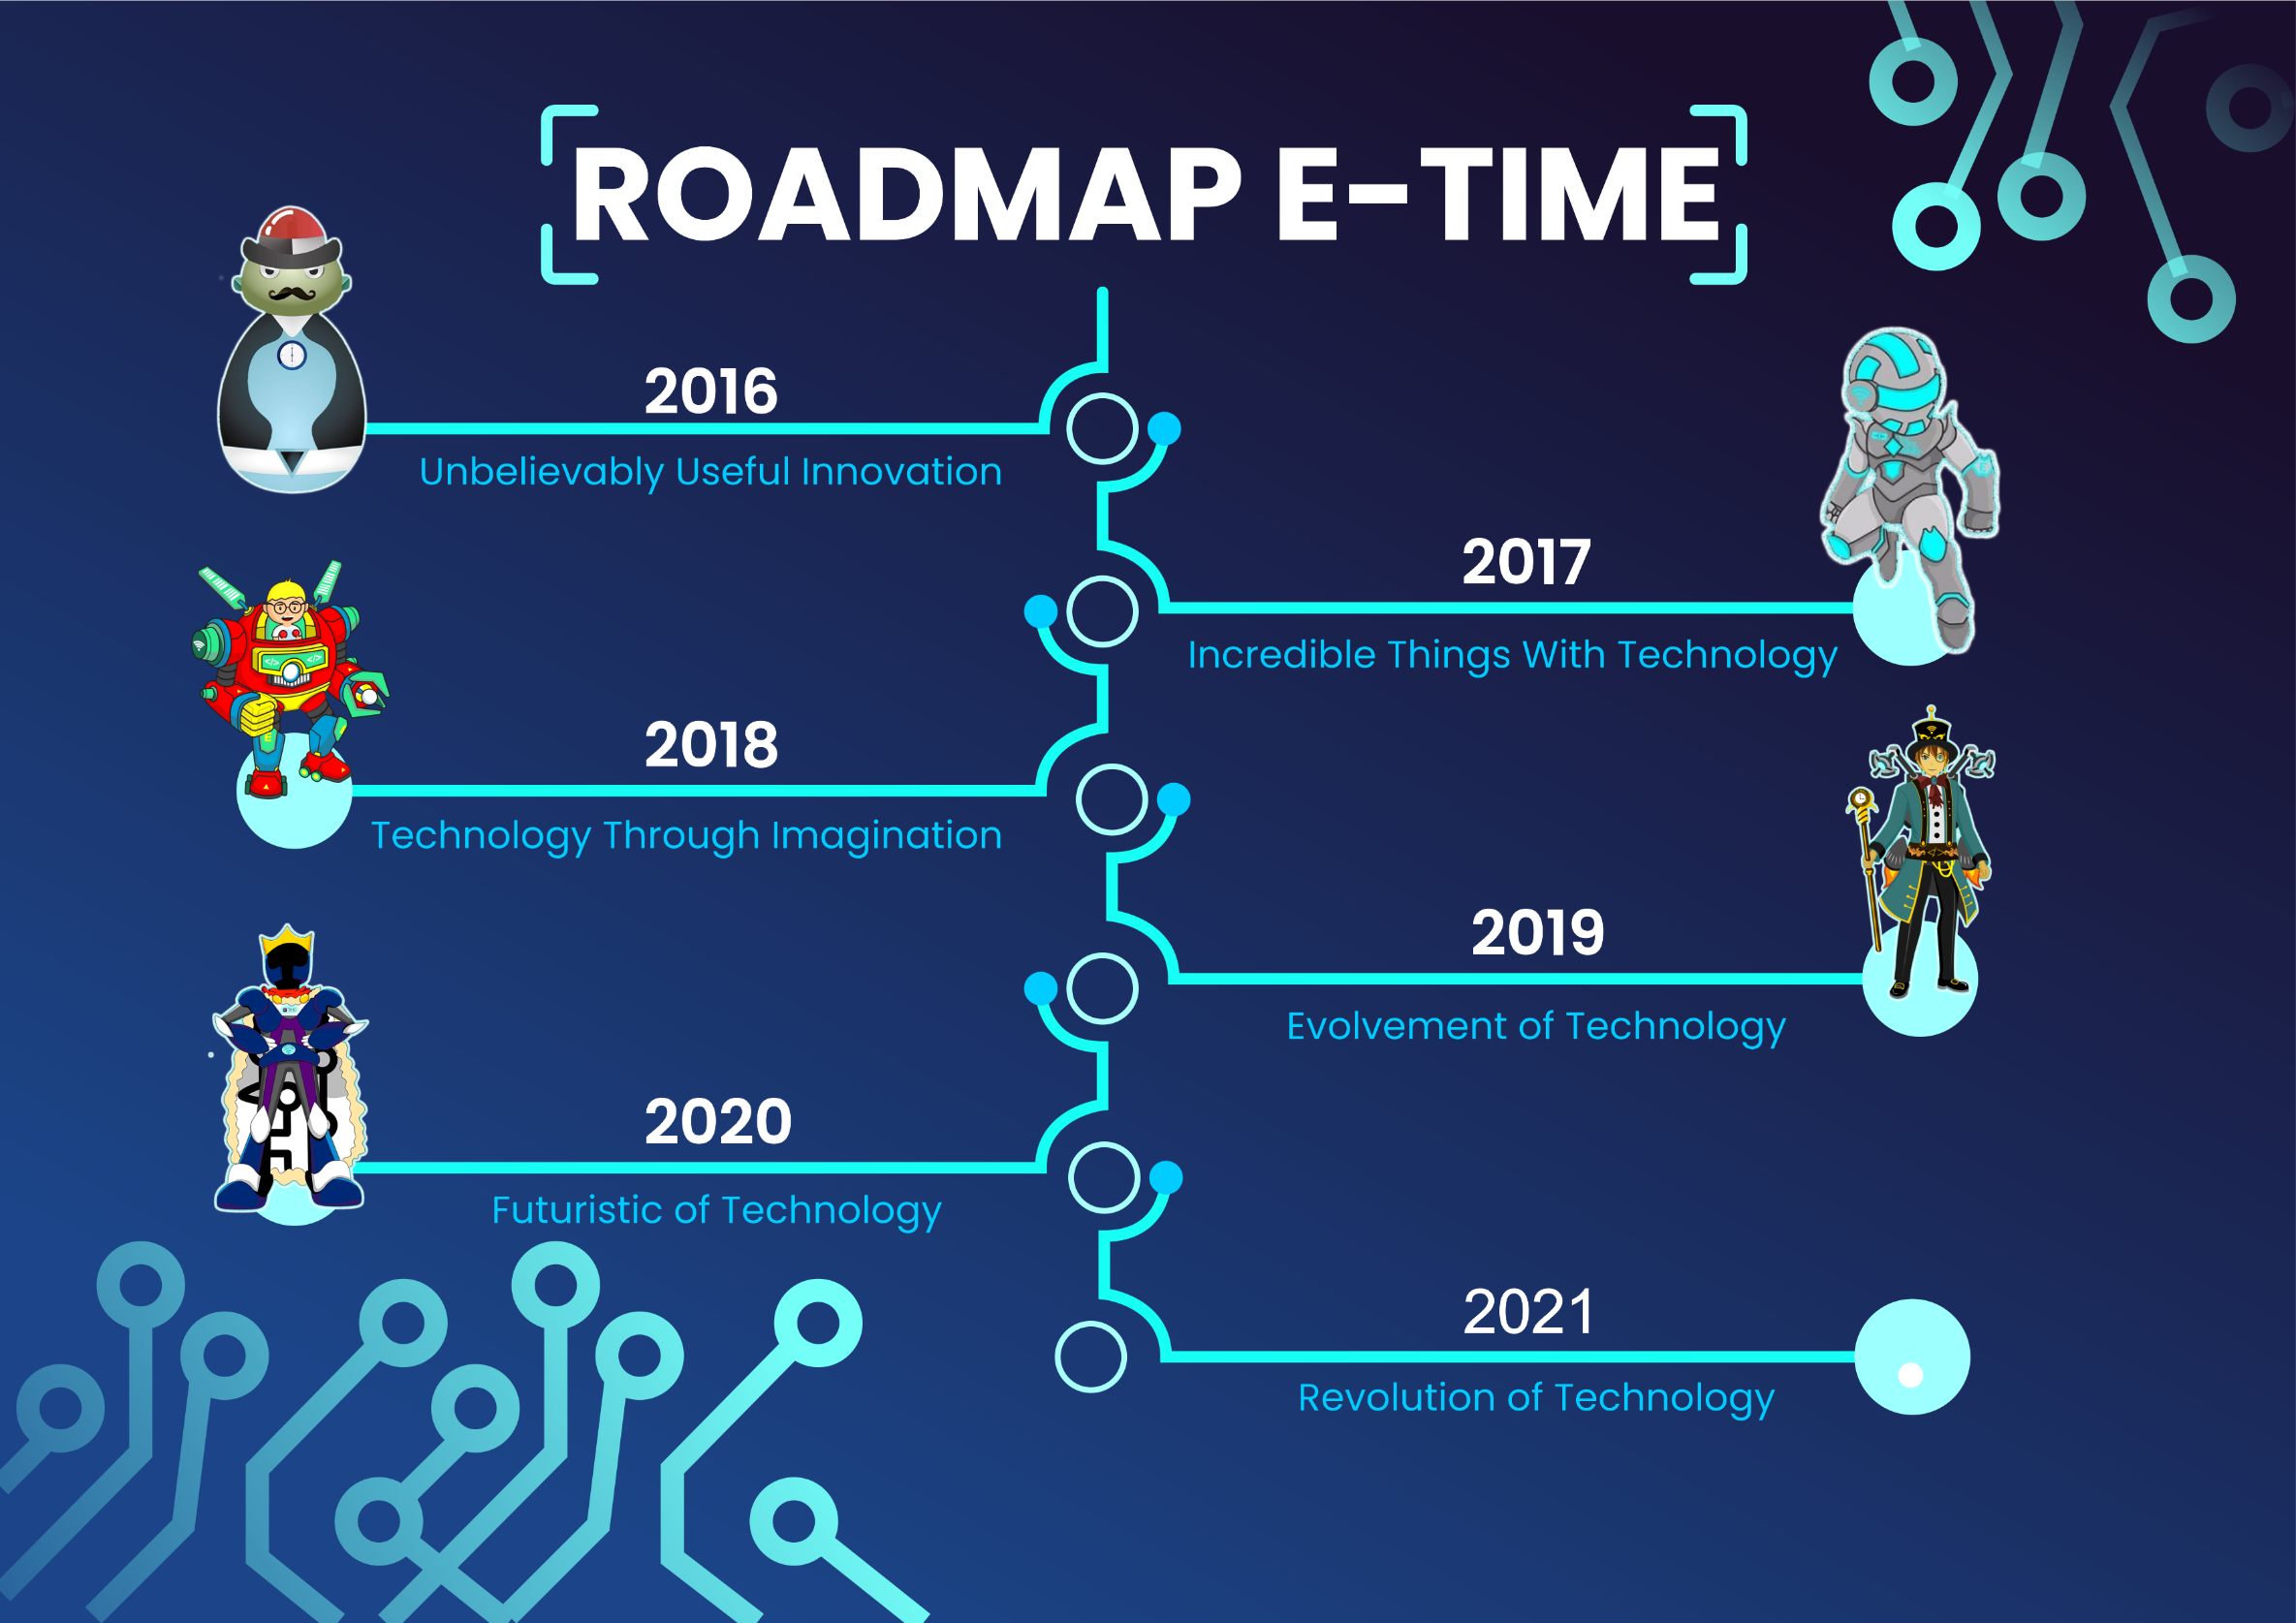 ROADMAP E-TIME
2016
Unbelievably Useful Innovation
2017
Incredible Things With Technology
2018
Technology Through Imagination
2019
Evolvement of Technology
2020
Futuristic of Technology
2021
Revolution of Technology